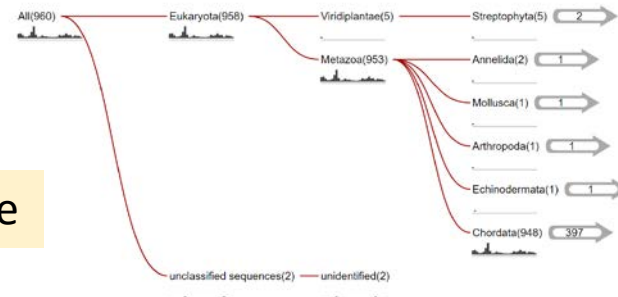 All(960) Eukaryota(958) Viridiplantae(5) Streptophyta(5) 2
Metazoa(953) Annelida(2) 1
Mollusca(1) 1
Arthropoda(1) 1
Echinodermata(1) 1
Chordata(948) 397
e
unclassified sequences(2) unidentified(2)